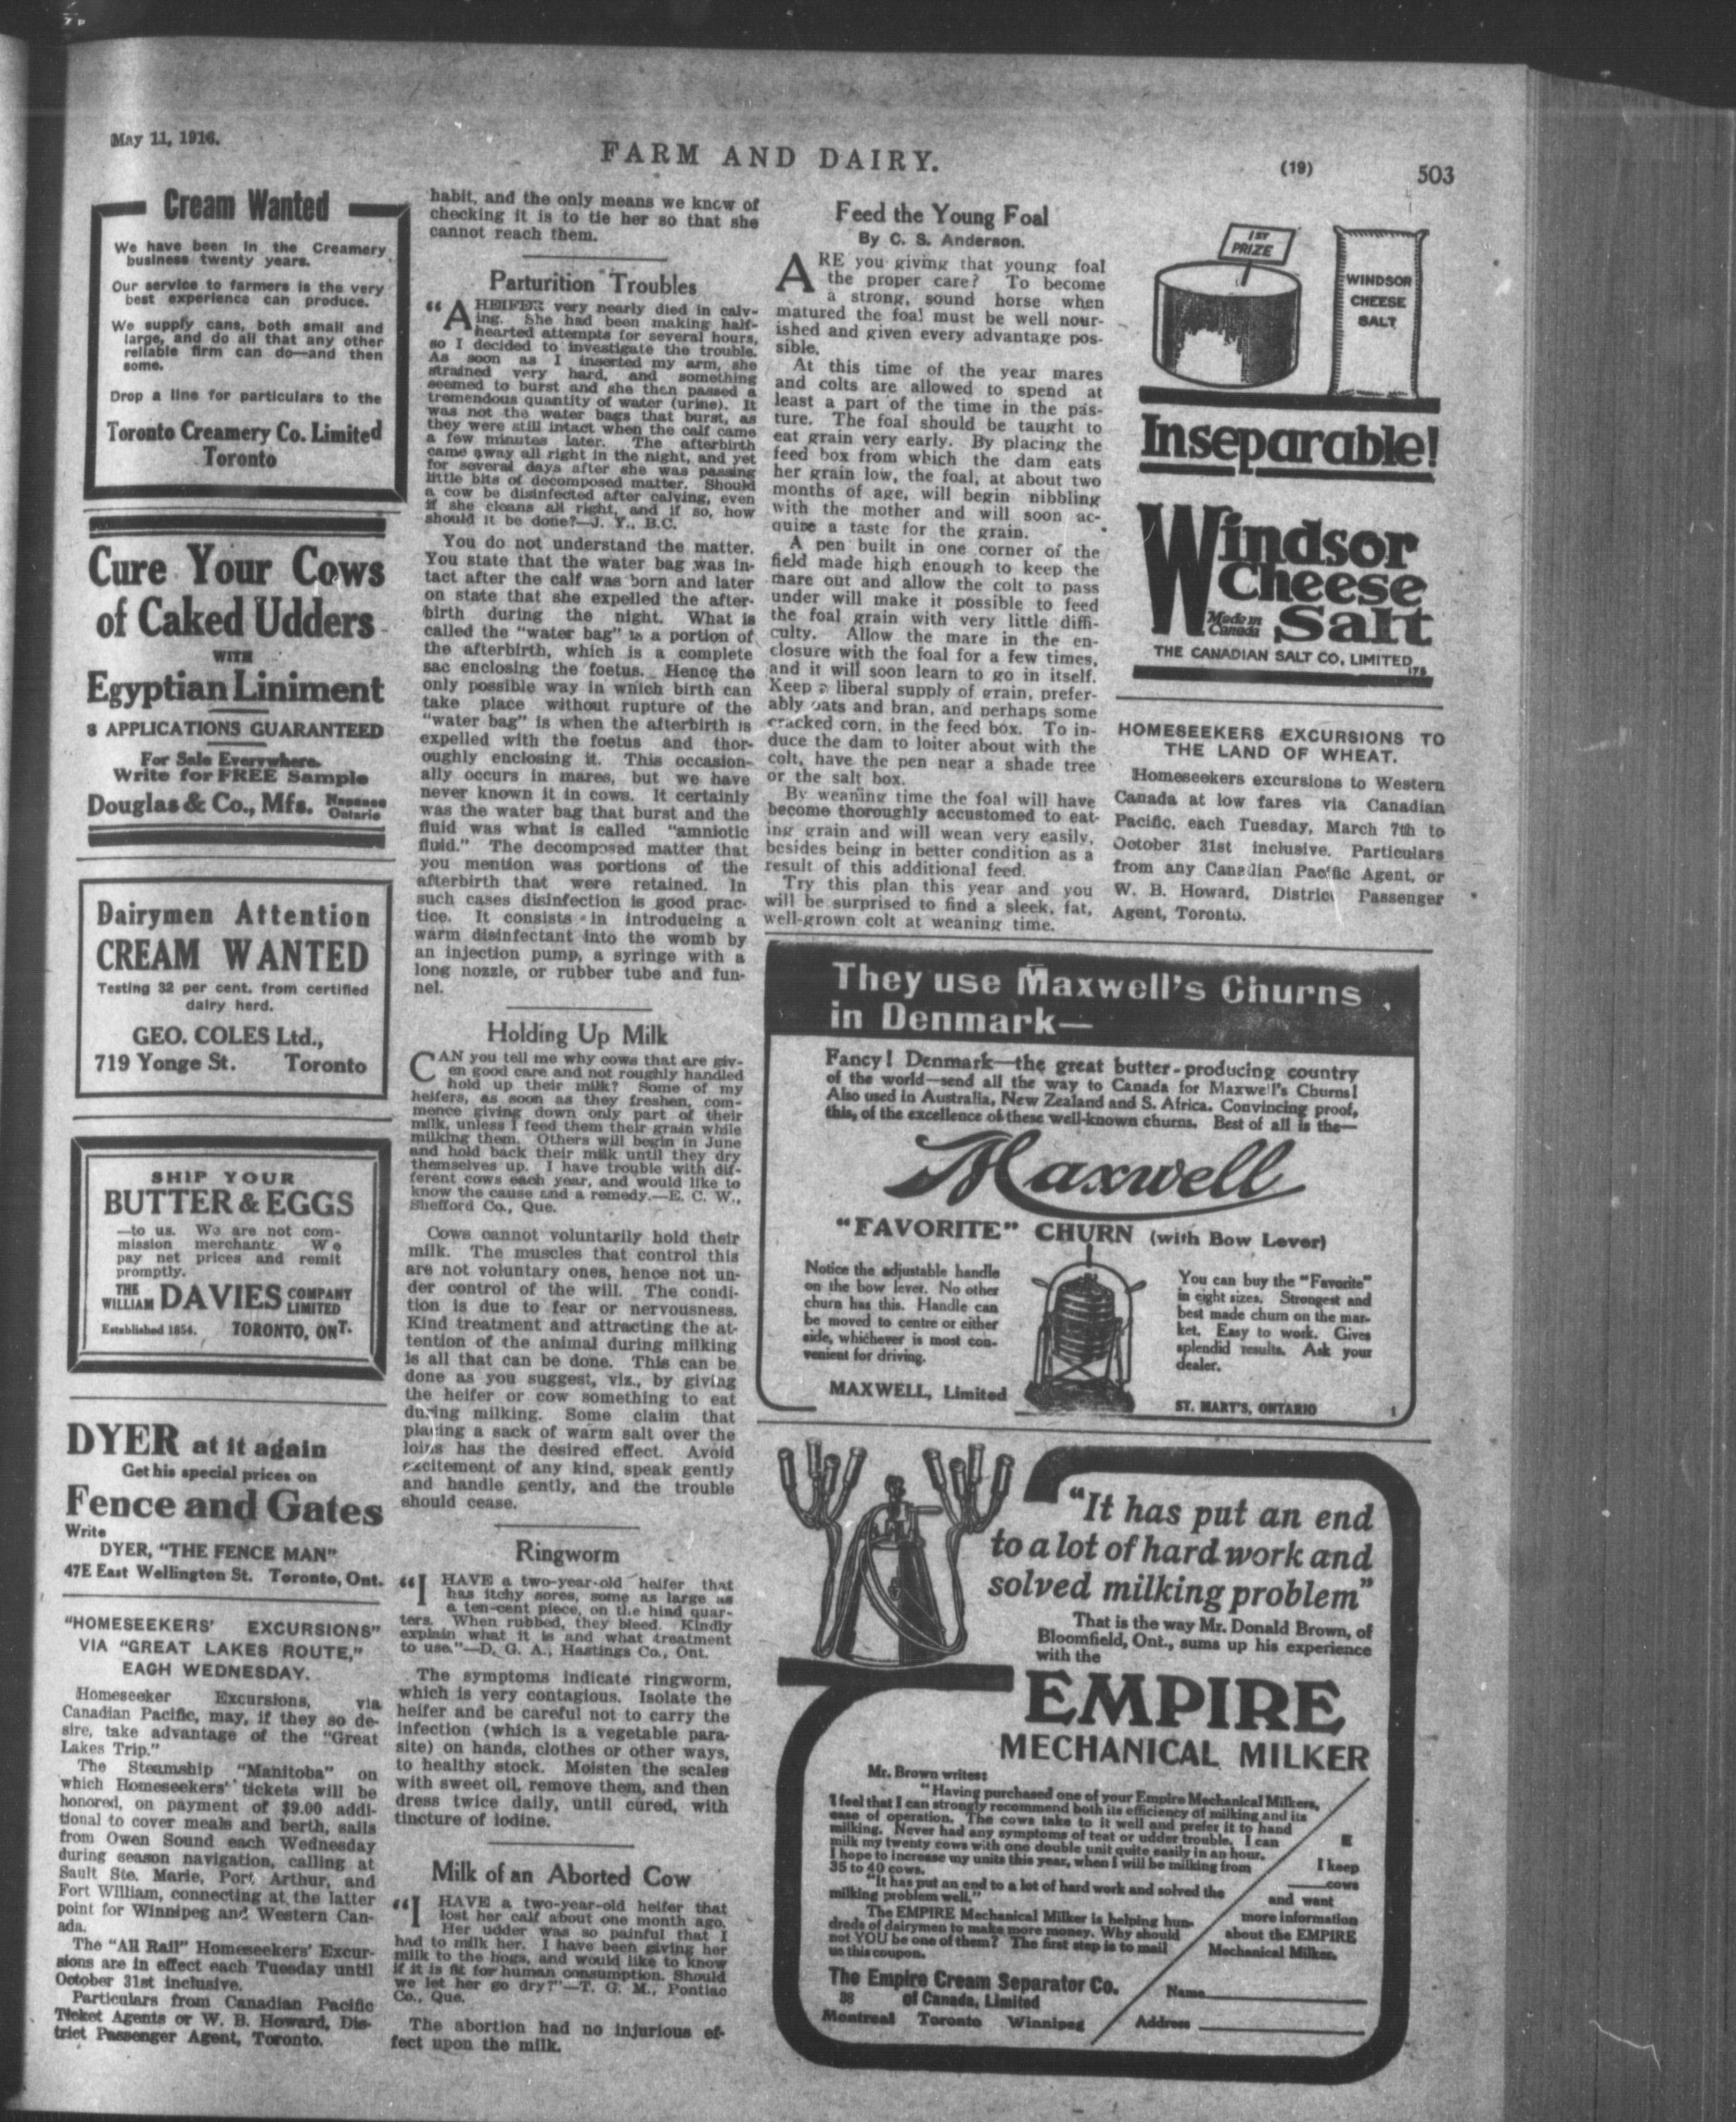 May 11, 1916.
FARM AND DAIRY.
(19)
503
Cream Wanted
We have been in the Creamery
business twenty years.
Our service to farmers is the very
best experience can produce.
We supply cans, both small and
large, and do all that any other
reliable firm can do—and then
some.
Drop a line for particulars to the
Toronto Creamery Co. Limited
Toronto
Cure Your Cows
of Caked Udders
WITH
Egyptian Liniment
3 APPLICATIONS GUARANTEED
For Sale Everywhere.
Write for FREE Sample
Douglas & Co., Mfs. Napanee
Ontario
Dairymen Attention
CREAM WANTED
Testing 32 per cent. from certified
dairy herd.
GEO. COLES Ltd.,
719 Yonge St. Toronto
SHIP YOUR
BUTTER & EGGS
—to us. We are not com-
mission merchants. We
pay net prices and remit
promptly.
THE
WILLIAM DAVIES COMPANY
LIMITED
Established 1854. TORONTO, ONT.
DYER at it again
Get his special prices on
Fence and Gates
Write
DYER, "THE FENCE MAN"
47E East Wellington St. Toronto, Ont.
"HOMESEEKERS' EXCURSIONS"
VIA "GREAT LAKES ROUTE,"
EACH WEDNESDAY.
Homeseeker Excursions, via
Canadian Pacific, may, if they so de-
sire, take advantage of the "Great
Lakes Trip."
The Steamship "Manitoba" on
which Homeseekers' tickets will be
honored, on payment of $9.00 addi-
tional to cover meals and berth, sails
from Owen Sound each Wednesday
during season navigation, calling at
Sault Ste. Marie, Port Arthur, and
Fort William, connecting at the latter
point for Winnipeg and Western Can-
ada.
The "All Rail" Homeseekers' Excur-
sions are in effect each Tuesday until
October 31st inclusive.
Particulars from Canadian Pacific
Ticket Agents or W. B. Howard, Dis-
trict Passenger Agent, Toronto.
habit, and the only means we know of
checking it is to tie her so that she
cannot reach them.
Parturition Troubles
"A HEIFER very nearly died in calv-
ing. She had been making half-
hearted attempts for several hours,
so I decided to investigate the trouble.
As soon as I inserted my arm, she
strained very hard, and something
seemed to burst and she then passed a
tremendous quantity of water (urine). It
was not the water bags that burst, as
they were still intact when the calf came
a few minutes later. The afterbirth
came away all right in the night, and yet
for several days after she was passing
little bits of decomposed matter. Should
a cow be disinfected after calving, even
if she cleans all right, and if so, how
should it be done?—J. Y., B.C.
You do not understand the matter.
You state that the water bag was in-
tact after the calf was born and later
on state that she expelled the after-
birth during the night. What is
called the "water bag" is a portion of
the afterbirth, which is a complete
sac enclosing the foetus. Hence the
only possible way in which birth can
take place without rupture of the
"water bag" is when the afterbirth is
expelled with the foetus and thor-
oughly enclosing it. This occasion-
ally occurs in mares, but we have
never known it in cows. It certainly
was the water bag that burst and the
fluid was what is called "amniotic
fluid." The decomposed matter that
you mention was portions of the
afterbirth that were retained. In
such cases disinfection is good prac-
tice. It consists in introducing a
warm disinfectant into the womb by
an injection pump, a syringe with a
long nozzle, or rubber tube and fun-
nel.
Holding Up Milk
CAN you tell me why cows that are giv-
en good care and not roughly handled
hold up their milk? Some of my
heifers, as soon as they freshen, com-
mence giving down only part of their
milk, unless I feed them their grain while
milking them. Others will begin in June
and hold back their milk until they dry
themselves up. I have trouble with dif-
ferent cows each year, and would like to
know the cause and a remedy.—E. C. W.,
Shefford Co., Que.
Cows cannot voluntarily hold their
milk. The muscles that control this
are not voluntary ones, hence not un-
der control of the will. The condi-
tion is due to fear or nervousness.
Kind treatment and attracting the at-
tention of the animal during milking
is all that can be done. This can be
done as you suggest, viz., by giving
the heifer or cow something to eat
during milking. Some claim that
placing a sack of warm salt over the
loins has the desired effect. Avoid
excitement of any kind, speak gently
and handle gently, and the trouble
should cease.
Ringworm
"I HAVE a two-year-old heifer that
has itchy sores, some as large as
a ten-cent piece, on the hind quar-
ters. When rubbed, they bleed. Kindly
explain what it is and what treatment
to use."—D. G. A., Hastings Co., Ont.
The symptoms indicate ringworm,
which is very contagious. Isolate the
heifer and be careful not to carry the
infection (which is a vegetable para-
site) on hands, clothes or other ways,
to healthy stock. Moisten the scales
with sweet oil, remove them, and then
dress twice daily, until cured, with
tincture of iodine.
Milk of an Aborted Cow
"I HAVE a two-year-old heifer that
lost her calf about one month ago.
Her udder was so painful that I
had to milk her. I have been giving her
milk to the hogs, and would like to know
if it is fit for human consumption. Should
we let her go dry?"—T. G. M., Pontiac
Co., Que.
The abortion had no injurious ef-
fect upon the milk.
Feed the Young Foal
By C. S. Anderson.
ARE you giving that young foal
the proper care? To become
a strong, sound horse when
matured the foal must be well nour-
ished and given every advantage pos-
sible.
At this time of the year mares
and colts are allowed to spend at
least a part of the time in the pas-
ture. The foal should be taught to
eat grain very early. By placing the
feed box from which the dam eats
her grain low, the foal, at about two
months of age, will begin nibbling
with the mother and will soon ac-
quire a taste for the grain.
A pen built in one corner of the
field made high enough to keep the
mare out and allow the colt to pass
under will make it possible to feed
the foal grain with very little diffi-
culty. Allow the mare in the en-
closure with the foal for a few times,
and it will soon learn to go in itself.
Keep a liberal supply of grain, prefer-
ably oats and bran, and perhaps some
cracked corn, in the feed box. To in-
duce the dam to loiter about with the
colt, have the pen near a shade tree
or the salt box.
By weaning time the foal will have
become thoroughly accustomed to eat-
ing grain and will wean very easily,
besides being in better condition as a
result of this additional feed.
Try this plan this year and you
will be surprised to find a sleek, fat,
well-grown colt at weaning time.
1ST
PRIZE
WINDSOR
CHEESE
SALT
Inseparable!
Windsor
Cheese
Made in
Canada Salt
THE CANADIAN SALT CO, LIMITED
175
HOMESEEKERS EXCURSIONS TO
THE LAND OF WHEAT.
Homeseekers excursions to Western
Canada at low fares via Canadian
Pacific, each Tuesday, March 7th to
October 31st inclusive. Particulars
from any Canadian Pacific Agent, or
W. B. Howard, District Passenger
Agent, Toronto.
They use Maxwell's Churns
in Denmark—
Fancy! Denmark—the great butter-producing country
of the world—send all the way to Canada for Maxwell's Churns!
Also used in Australia, New Zealand and S. Africa. Convincing proof,
this, of the excellence of these well-known churns. Best of all is the—
Maxwell
"FAVORITE" CHURN (with Bow Lever)
Notice the adjustable handle
on the bow lever. No other
churn has this. Handle can
be moved to centre or either
side, whichever is most con-
venient for driving.
MAXWELL, Limited
You can buy the "Favorite"
in eight sizes. Strongest and
best made churn on the mar-
ket. Easy to work. Gives
splendid results. Ask your
dealer.
ST. MARY'S, ONTARIO
1
"It has put an end
to a lot of hard work and
solved milking problem"
That is the way Mr. Donald Brown, of
Bloomfield, Ont., sums up his experience
with the
EMPIRE
MECHANICAL MILKER
Mr. Brown writes:
"Having purchased one of your Empire Mechanical Milkers,
I feel that I can strongly recommend both its efficiency of milking and its
ease of operation. The cows take to it well and prefer it to hand
milking. Never had any symptoms of teat or udder trouble. I can
milk my twenty cows with one double unit quite easily in an hour.
I hope to increase my units this year, when I will be milking from
35 to 40 cows.
"It has put an end to a lot of hard work and solved the
milking problem well."
The EMPIRE Mechanical Milker is helping hun-
dreds of dairymen to make more money. Why should
not YOU be one of them? The first step is to mail
us this coupon.
The Empire Cream Separator Co.
38 of Canada, Limited
Montreal Toronto Winnipeg
E
I keep
cows
and want
more information
about the EMPIRE
Mechanical Milker.
Name
Address